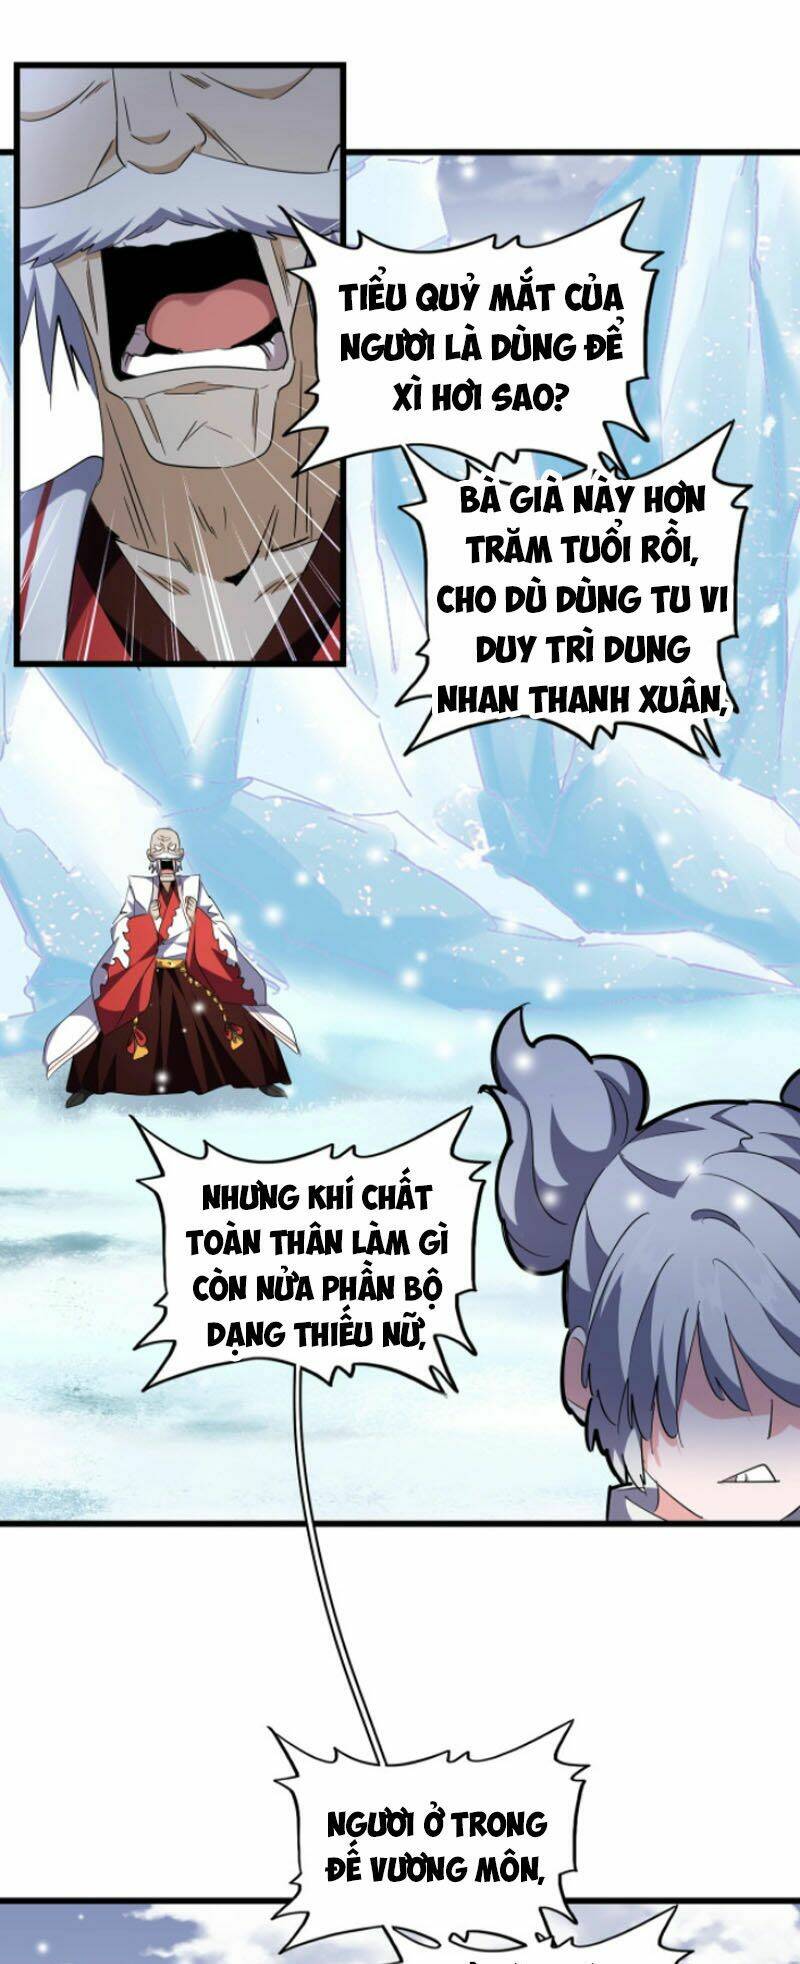 TIỂU QUỶ MẮT CỦA
NGƯƠI LÀ DÙNG ĐỂ
XÌ HƠI SAO?
BÀ GIÀ NÀY HƠN
TRĂM TUỔI RỒI,
CHO DÙ DÙNG TU VI
DUY TRÌ DUNG
NHAN THANH XUÂN,
NHƯNG KHÍ CHẤT
TOÀN THÂN LÀM GÌ
CÒN NỬA PHẦN BỘ
DẠNG THIẾU NỮ,
NGƯƠI Ở TRONG
ĐẾ VƯƠNG MÔN,